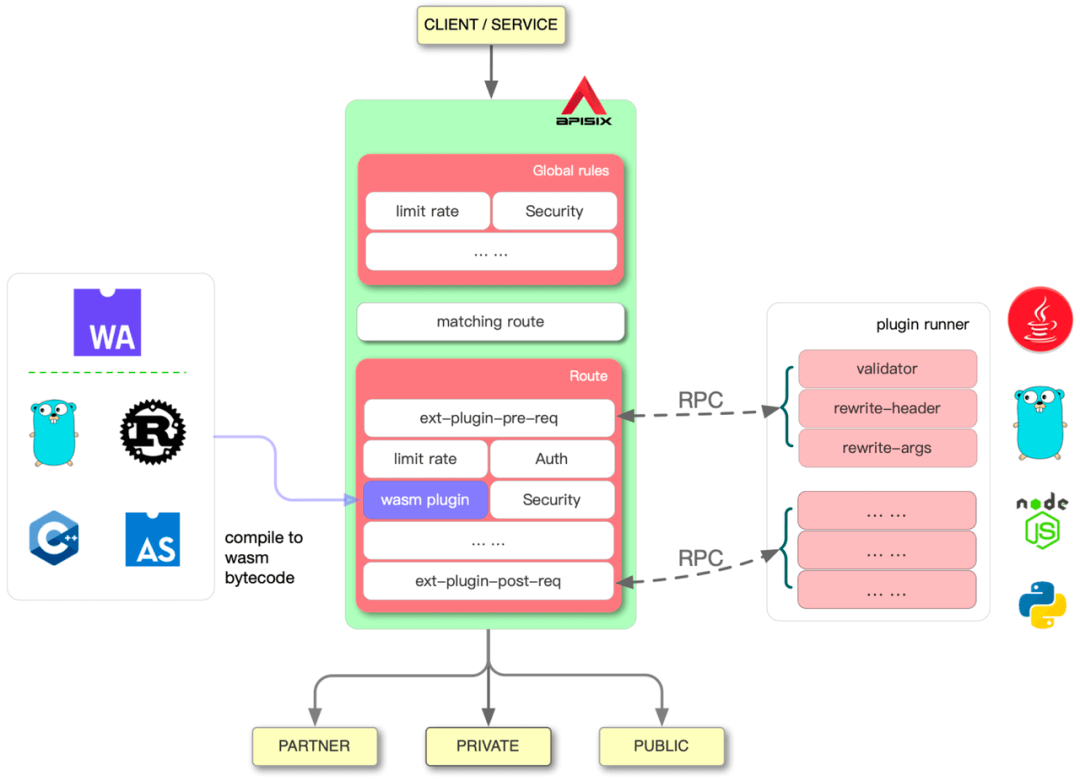 CLIENT / SERVICE
APISIX
Global rules
limit rate
Security
... ...
matching route
Route
ext-plugin-pre-req
limit rate
Auth
wasm plugin
Security
... ...
ext-plugin-post-req
WA
R
C++
AS
compile to
wasm
bytecode
RPC
RPC
plugin runner
validator
rewrite-header
rewrite-args
... ...
... ...
... ...
node
JS
PARTNER
PRIVATE
PUBLIC